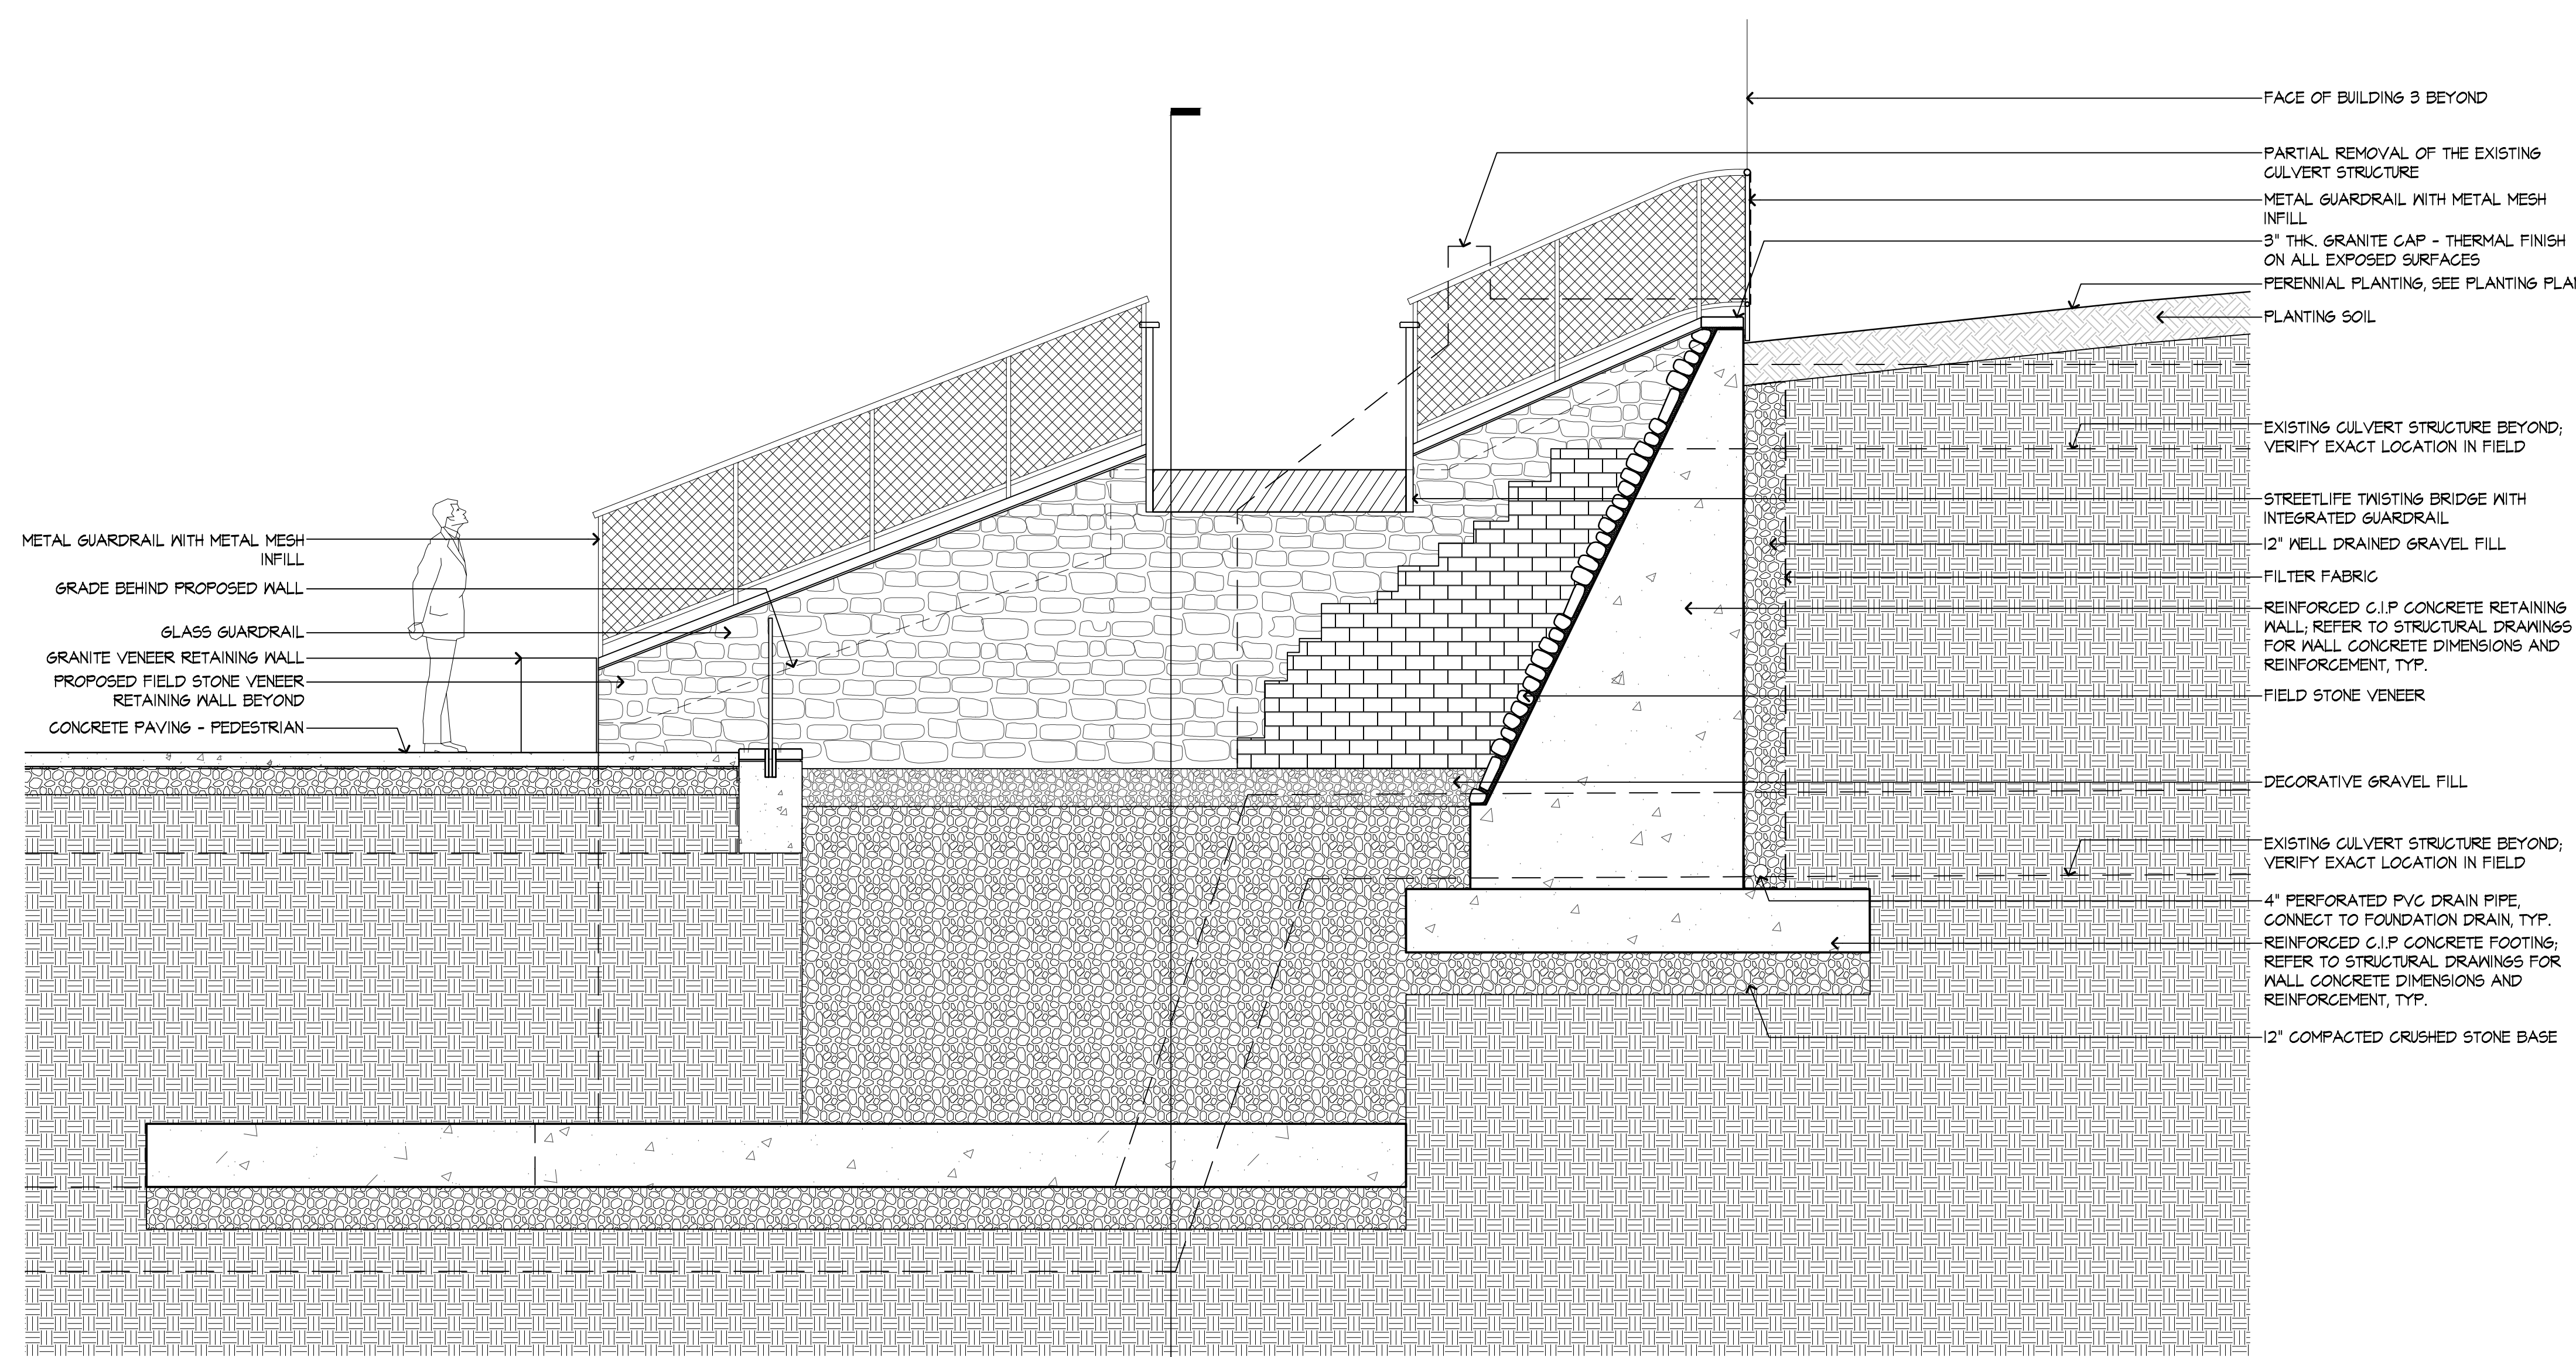 METAL GUARDRAIL WITH METAL MESH
INFILL
GRADE BEHIND PROPOSED WALL
GLASS GUARDRAIL
GRANITE VENEER RETAINING WALL
PROPOSED FIELD STONE VENEER
RETAINING WALL BEYOND
CONCRETE PAVING - PEDESTRIAN
FACE OF BUILDING 3 BEYOND
PARTIAL REMOVAL OF THE EXISTING
CULVERT STRUCTURE
METAL GUARDRAIL WITH METAL MESH
INFILL
3" THK. GRANITE CAP - THERMAL FINISH
ON ALL EXPOSED SURFACES
PERENNIAL PLANTING, SEE PLANTING PLA
PLANTING SOIL
EXISTING CULVERT STRUCTURE BEYOND;
VERIFY EXACT LOCATION IN FIELD
STREETLIFE TWISTING BRIDGE WITH
INTEGRATED GUARDRAIL
12" WELL DRAINED GRAVEL FILL
FILTER FABRIC
REINFORCED C.I.P CONCRETE RETAINING
WALL; REFER TO STRUCTURAL DRAWINGS
FOR WALL CONCRETE DIMENSIONS AND
REINFORCEMENT, TYP.
FIELD STONE VENEER
DECORATIVE GRAVEL FILL
EXISTING CULVERT STRUCTURE BEYOND;
VERIFY EXACT LOCATION IN FIELD
4" PERFORATED PVC DRAIN PIPE,
CONNECT TO FOUNDATION DRAIN, TYP.
REINFORCED C.I.P CONCRETE FOOTING;
REFER TO STRUCTURAL DRAWINGS FOR
WALL CONCRETE DIMENSIONS AND
REINFORCEMENT, TYP.
12" COMPACTED CRUSHED STONE BASE